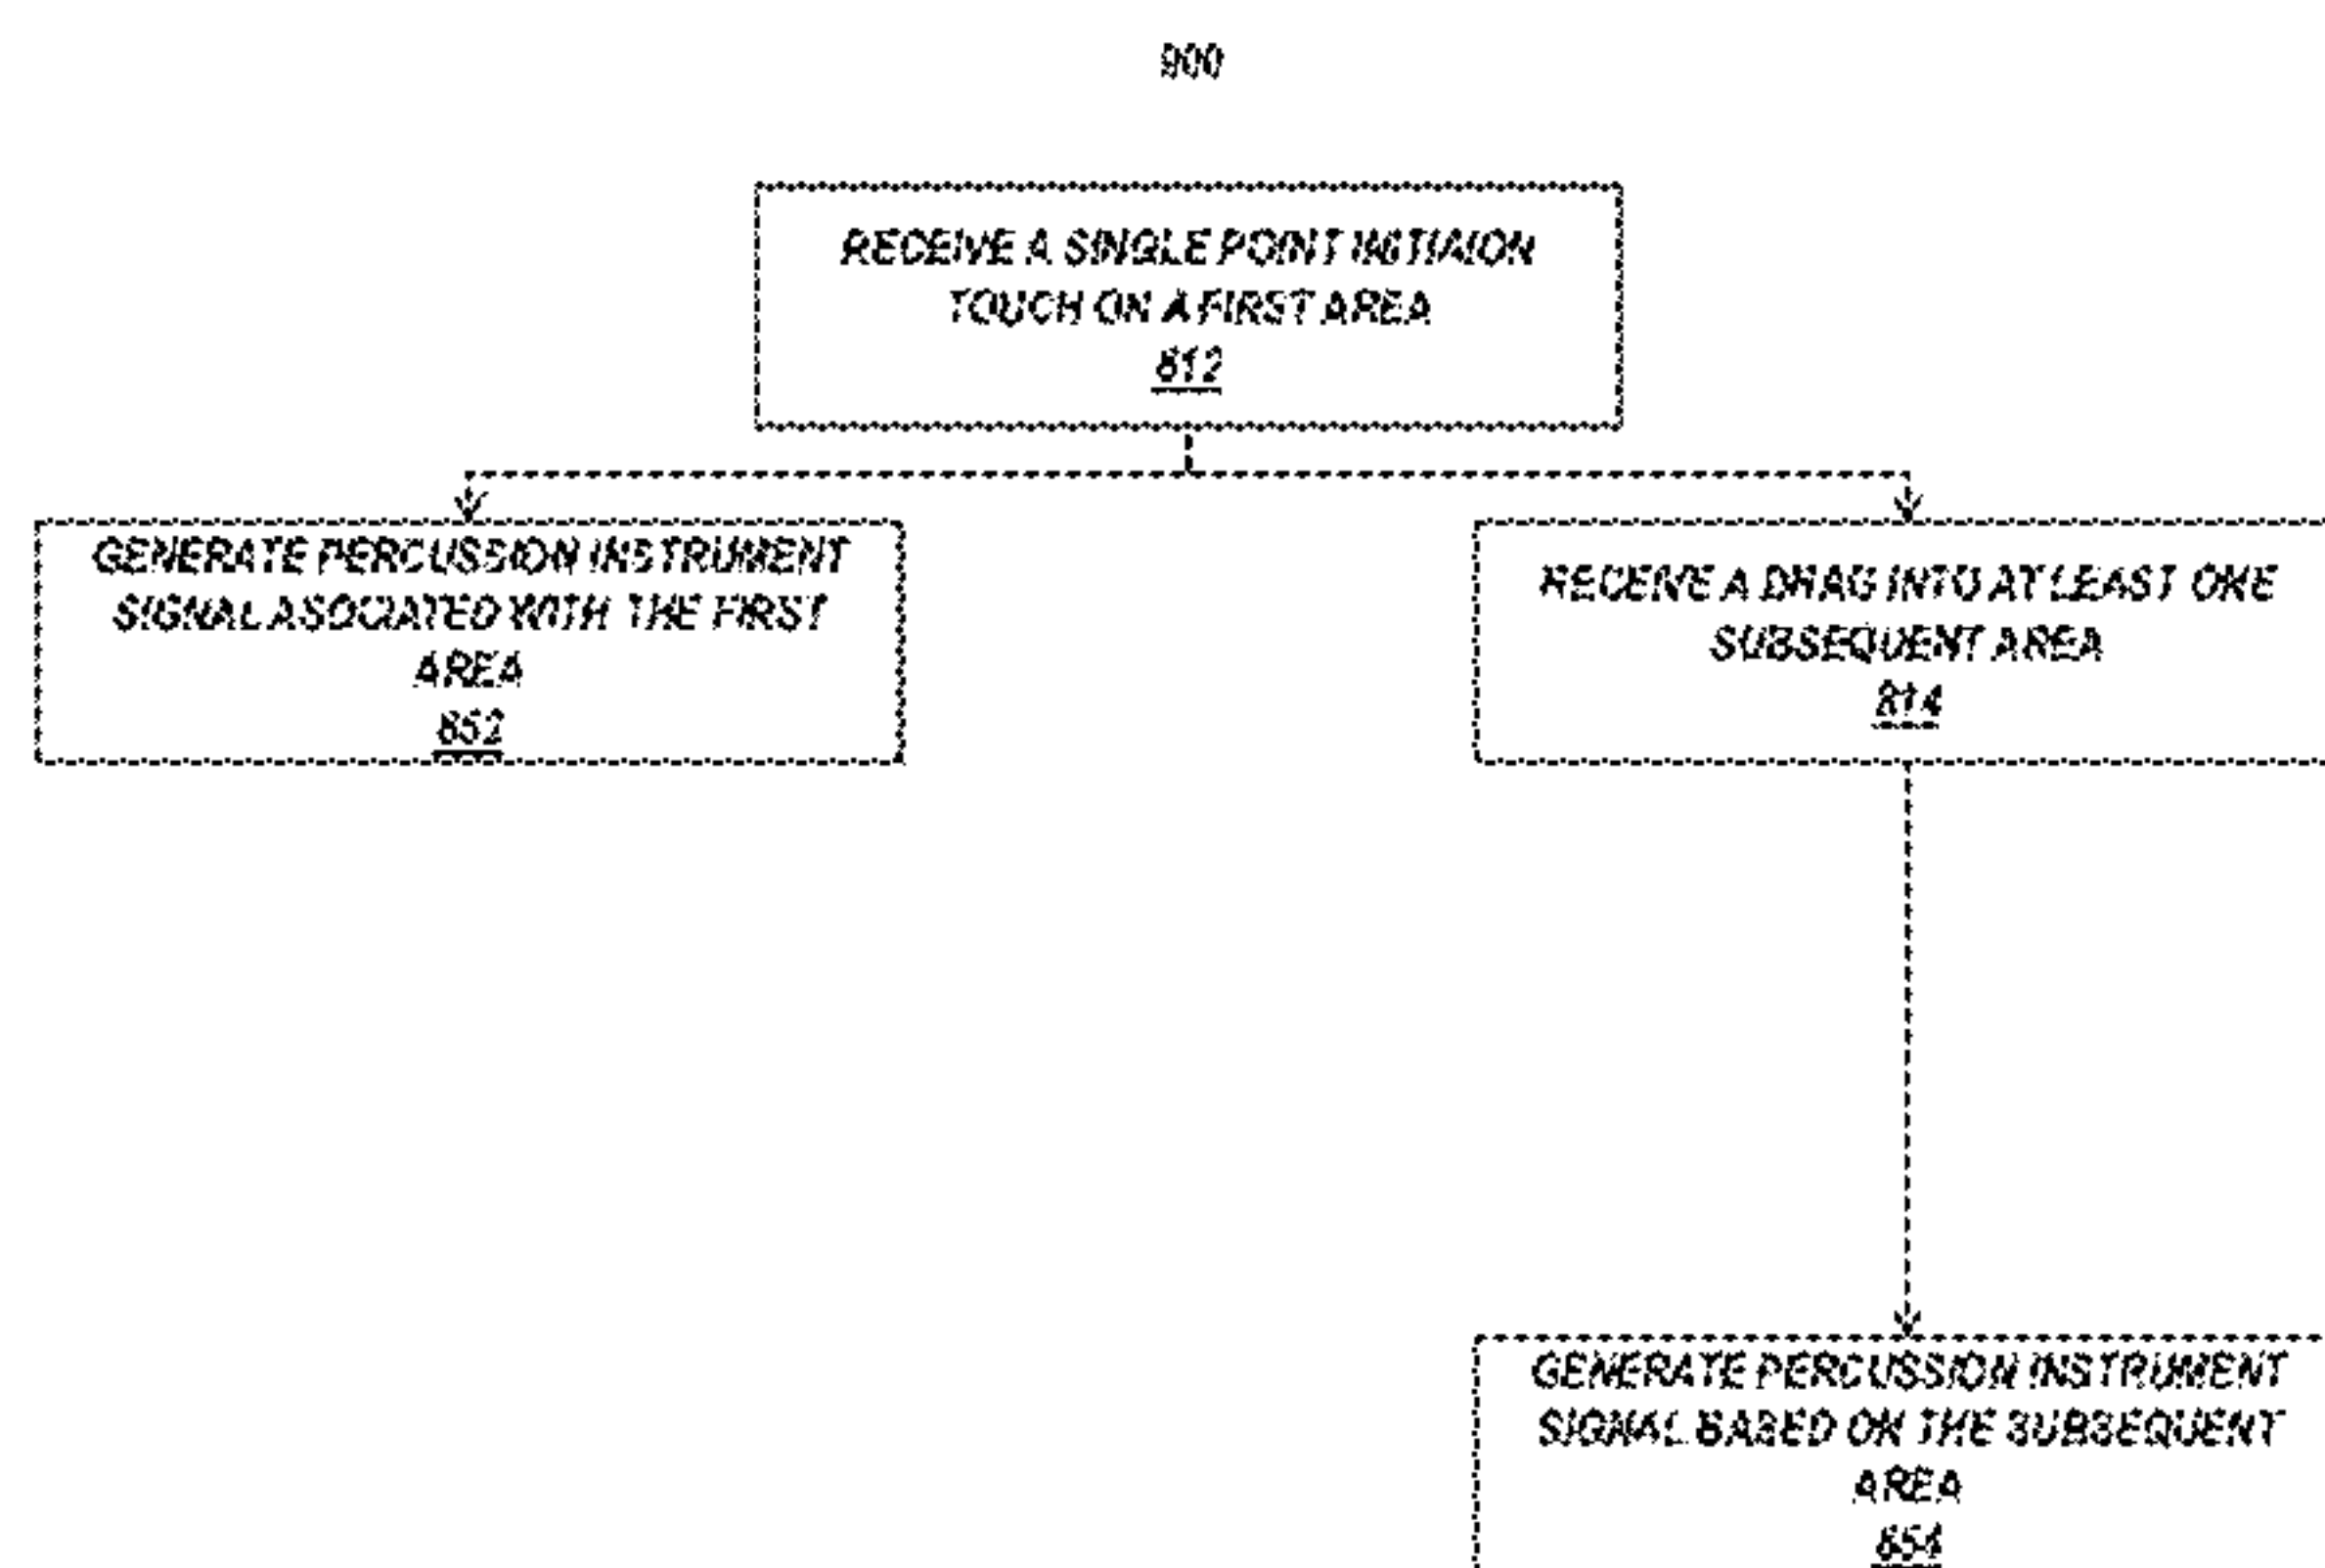 900
RECEIVE A SINGLE POINT
TOUCH ON A FIRST AREA
812
GENERATE PERCUSSION INSTRUMENT
SIGNAL ASOCIATED WITH THE FIRST
AREA
852
RECEIVE A DRAG INTO AT LEAST ONE
SUBSEQUENT AREA
814
GENERATE PERCUSSION INSTRUMENT
SIGNAL BASED ON THE SUBSEQUENT
AREA
854